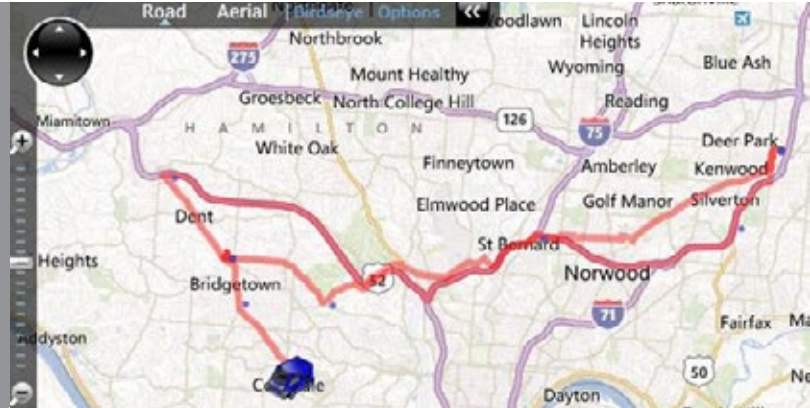 Road Aerial Birdseye Options «
Northbrook
Lincoln
Heights
275
Wyoming
Blue Ash
Mount Healthy
Groesbeck
North College Hill
Reading
Miamitown
126
75
HAMILTON
White Oak
Deer Park
Finneytown
Amberley
Kenwood
Dent
Elmwood Place
Golf Manor
Silverton
St Bernard
Heights
Bridgetown
52
Norwood
71
Addyston
Fairfax
50
Dayton